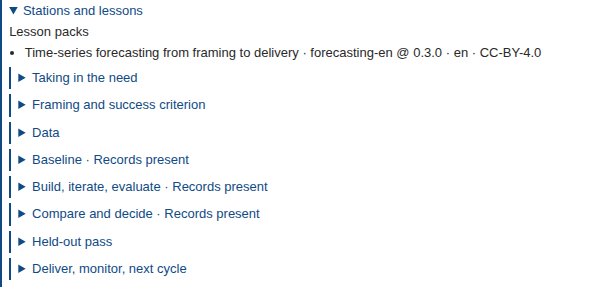 Stations and lessons
Lesson packs
Time-series forecasting from framing to delivery · forecasting-en @ 0.3.0 · en · CC-BY-4.0
Taking in the need
Framing and success criterion
Data
Baseline · Records present
Build, iterate, evaluate · Records present
Compare and decide · Records present
Held-out pass
Deliver, monitor, next cycle